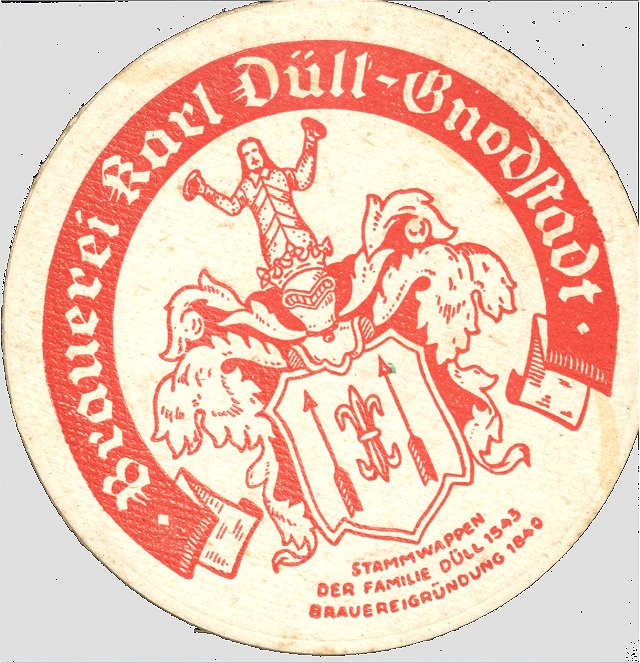 Brauerei Karl Düll-Gnodstadt
STAMMWAPPEN
DER FAMILIE DÜLL 1543
BRAUEREIGRÜNDUNG 1840